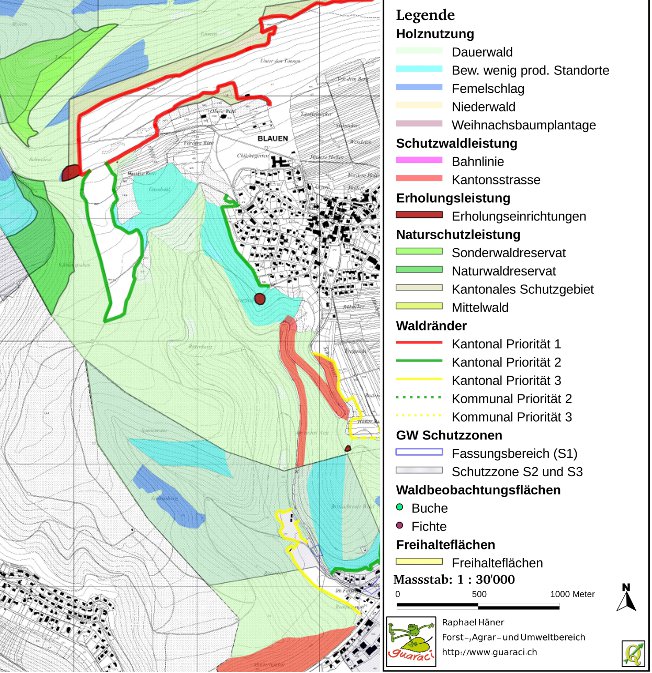 BLAUEN
Legende
Holznutzung
Dauerwald
Bew. wenig prod. Standorte
Femelschlag
Niederwald
Weihnachsbaumplantage
Schutzwaldleistung
Bahnlinie
Kantonsstrasse
Erholungsleistung
Erholungseinrichtungen
Naturschutzleistung
Sonderwaldreservat
Naturwaldreservat
Kantonales Schutzgebiet
Mittelwald
Waldränder
Kantonal Priorität 1
Kantonal Priorität 2
Kantonal Priorität 3
Kommunal Priorität 2
Kommunal Priorität 3
GW Schutzzonen
Fassungsbereich (S1)
Schutzzone S2 und S3
Waldbeobachtungsflächen
Buche
Fichte
Freihalteflächen
Freihalteflächen
Massstab: 1 : 30'000
0 500 1000 Meter
N
Raphael Häner
Forst-,Agrar-und Umweltbereich
http://www.guaraci.ch
guaraci